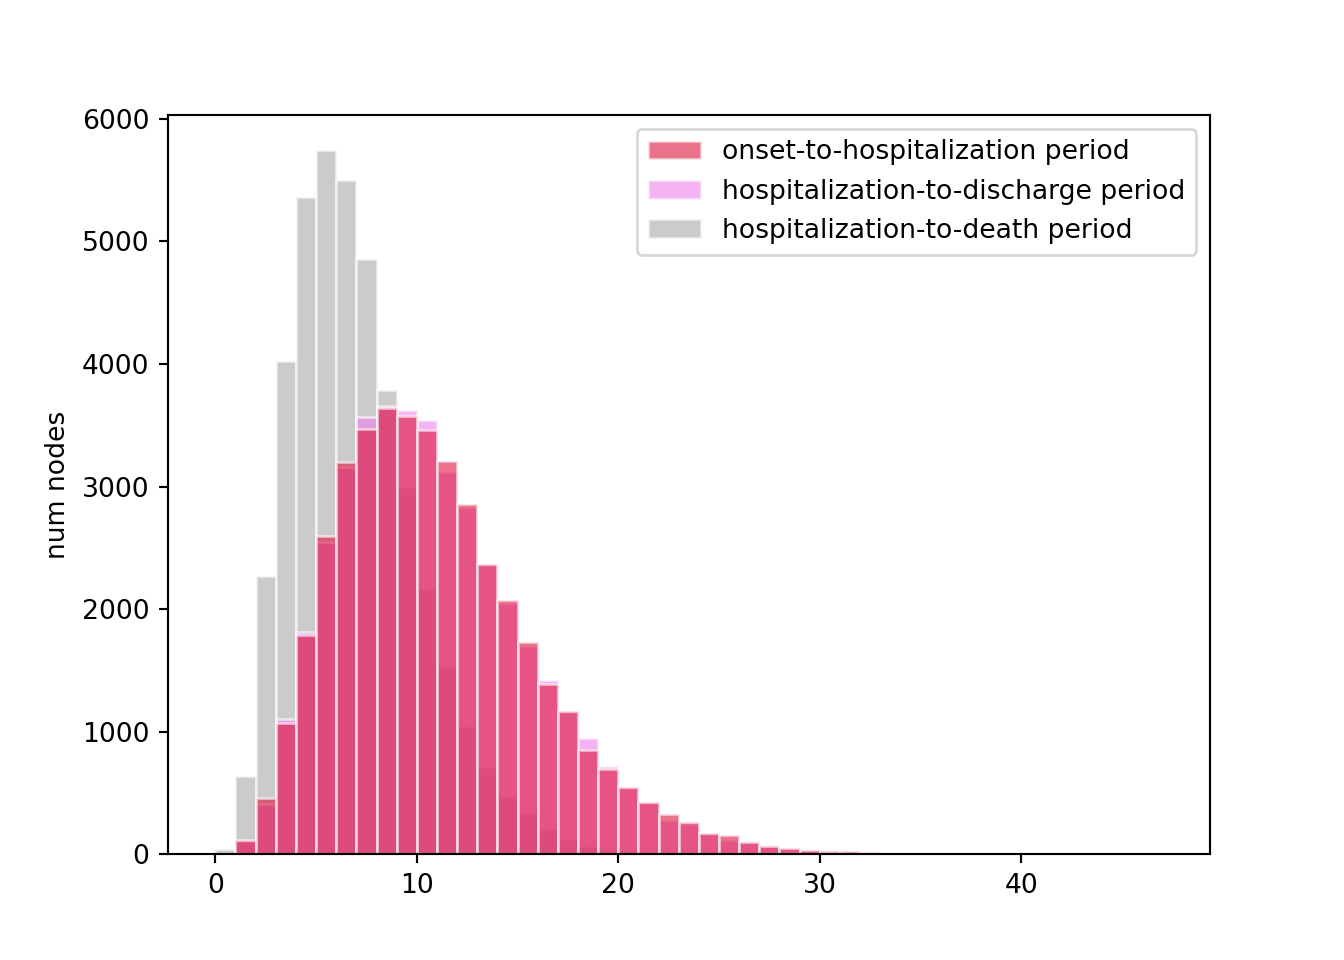 6000
5000
4000
3000
2000
1000
0
num nodes
onset-to-hospitalization period
hospitalization-to-discharge period
hospitalization-to-death period
0 10 20 30 40